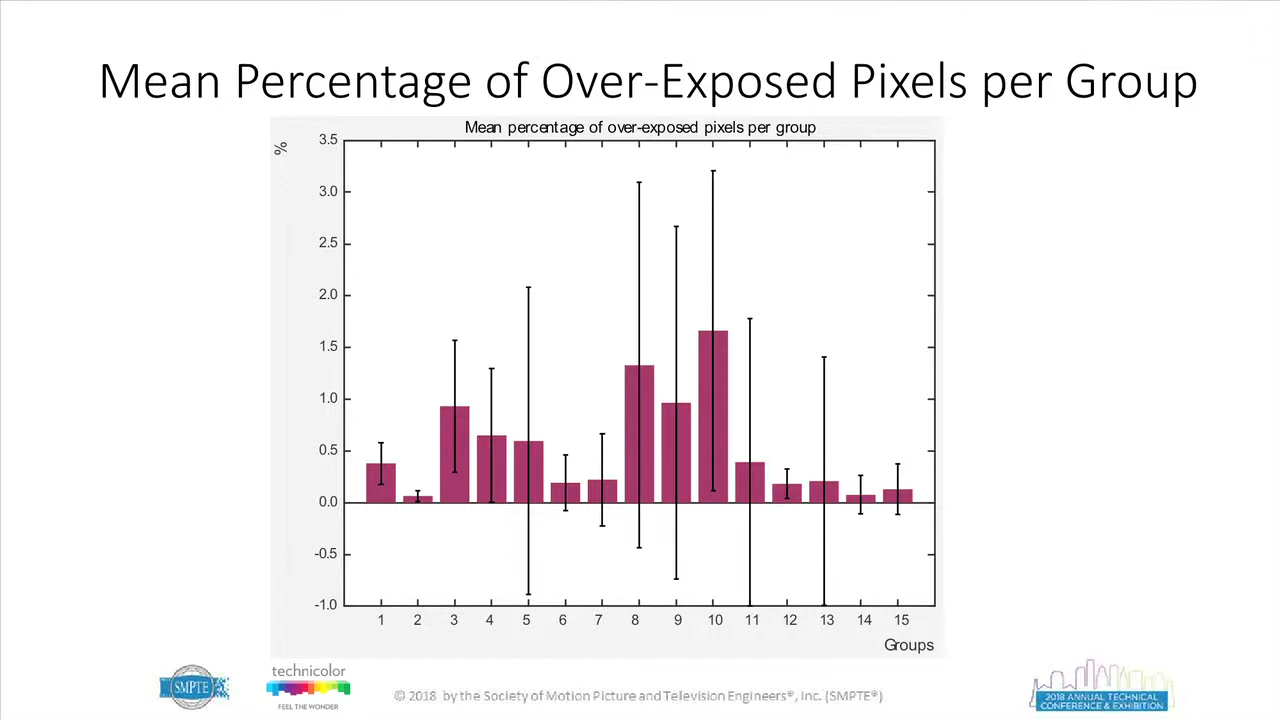 Mean Percentage of Over-Exposed Pixels per Group
Mean percentage of over-exposed pixels per group
%
3.5
3.0
2.5
2.0
1.5
1.0
0.5
0.0
-0.5
-1.0
1 2 3 4 5 6 7 8 9 10 11 12 13 14 15
Groups
SMPTE
technicolor
FEEL THE WONDER
© 2018 by the Society of Motion Picture and Television Engineers®, Inc. (SMPTE®)
2018 ANNUAL TECHNICAL
CONFERENCE & EXHIBITION